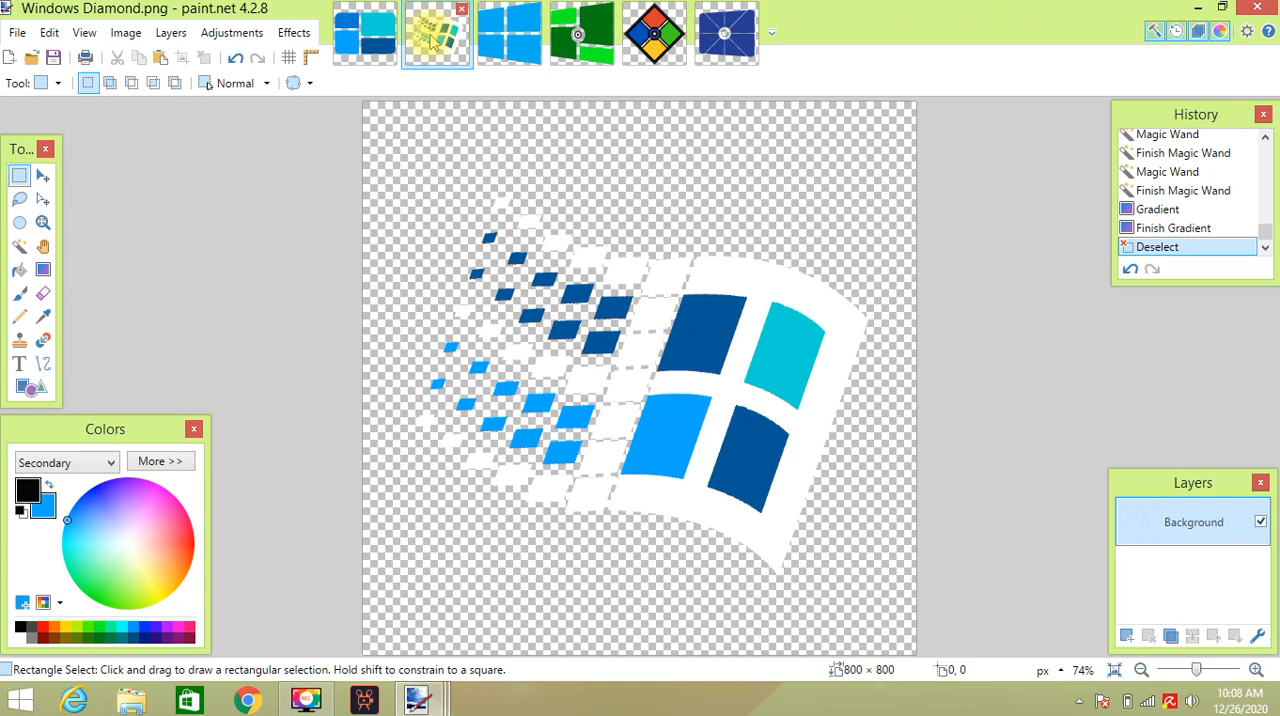 Windows Diamond.png - paint.net 4.2.8
File Edit View Image Layers Adjustments Effects
Tool: Normal
To...
History
Magic Wand
Finish Magic Wand
Magic Wand
Finish Magic Wand
Gradient
Finish Gradient
Deselect
Colors
Secondary More >>
Layers
Background
Rectangle Select: Click and drag to draw a rectangular selection. Hold shift to constrain to a square.
800 × 800 0, 0 px 74%
REC
10:08 AM
12/26/2020